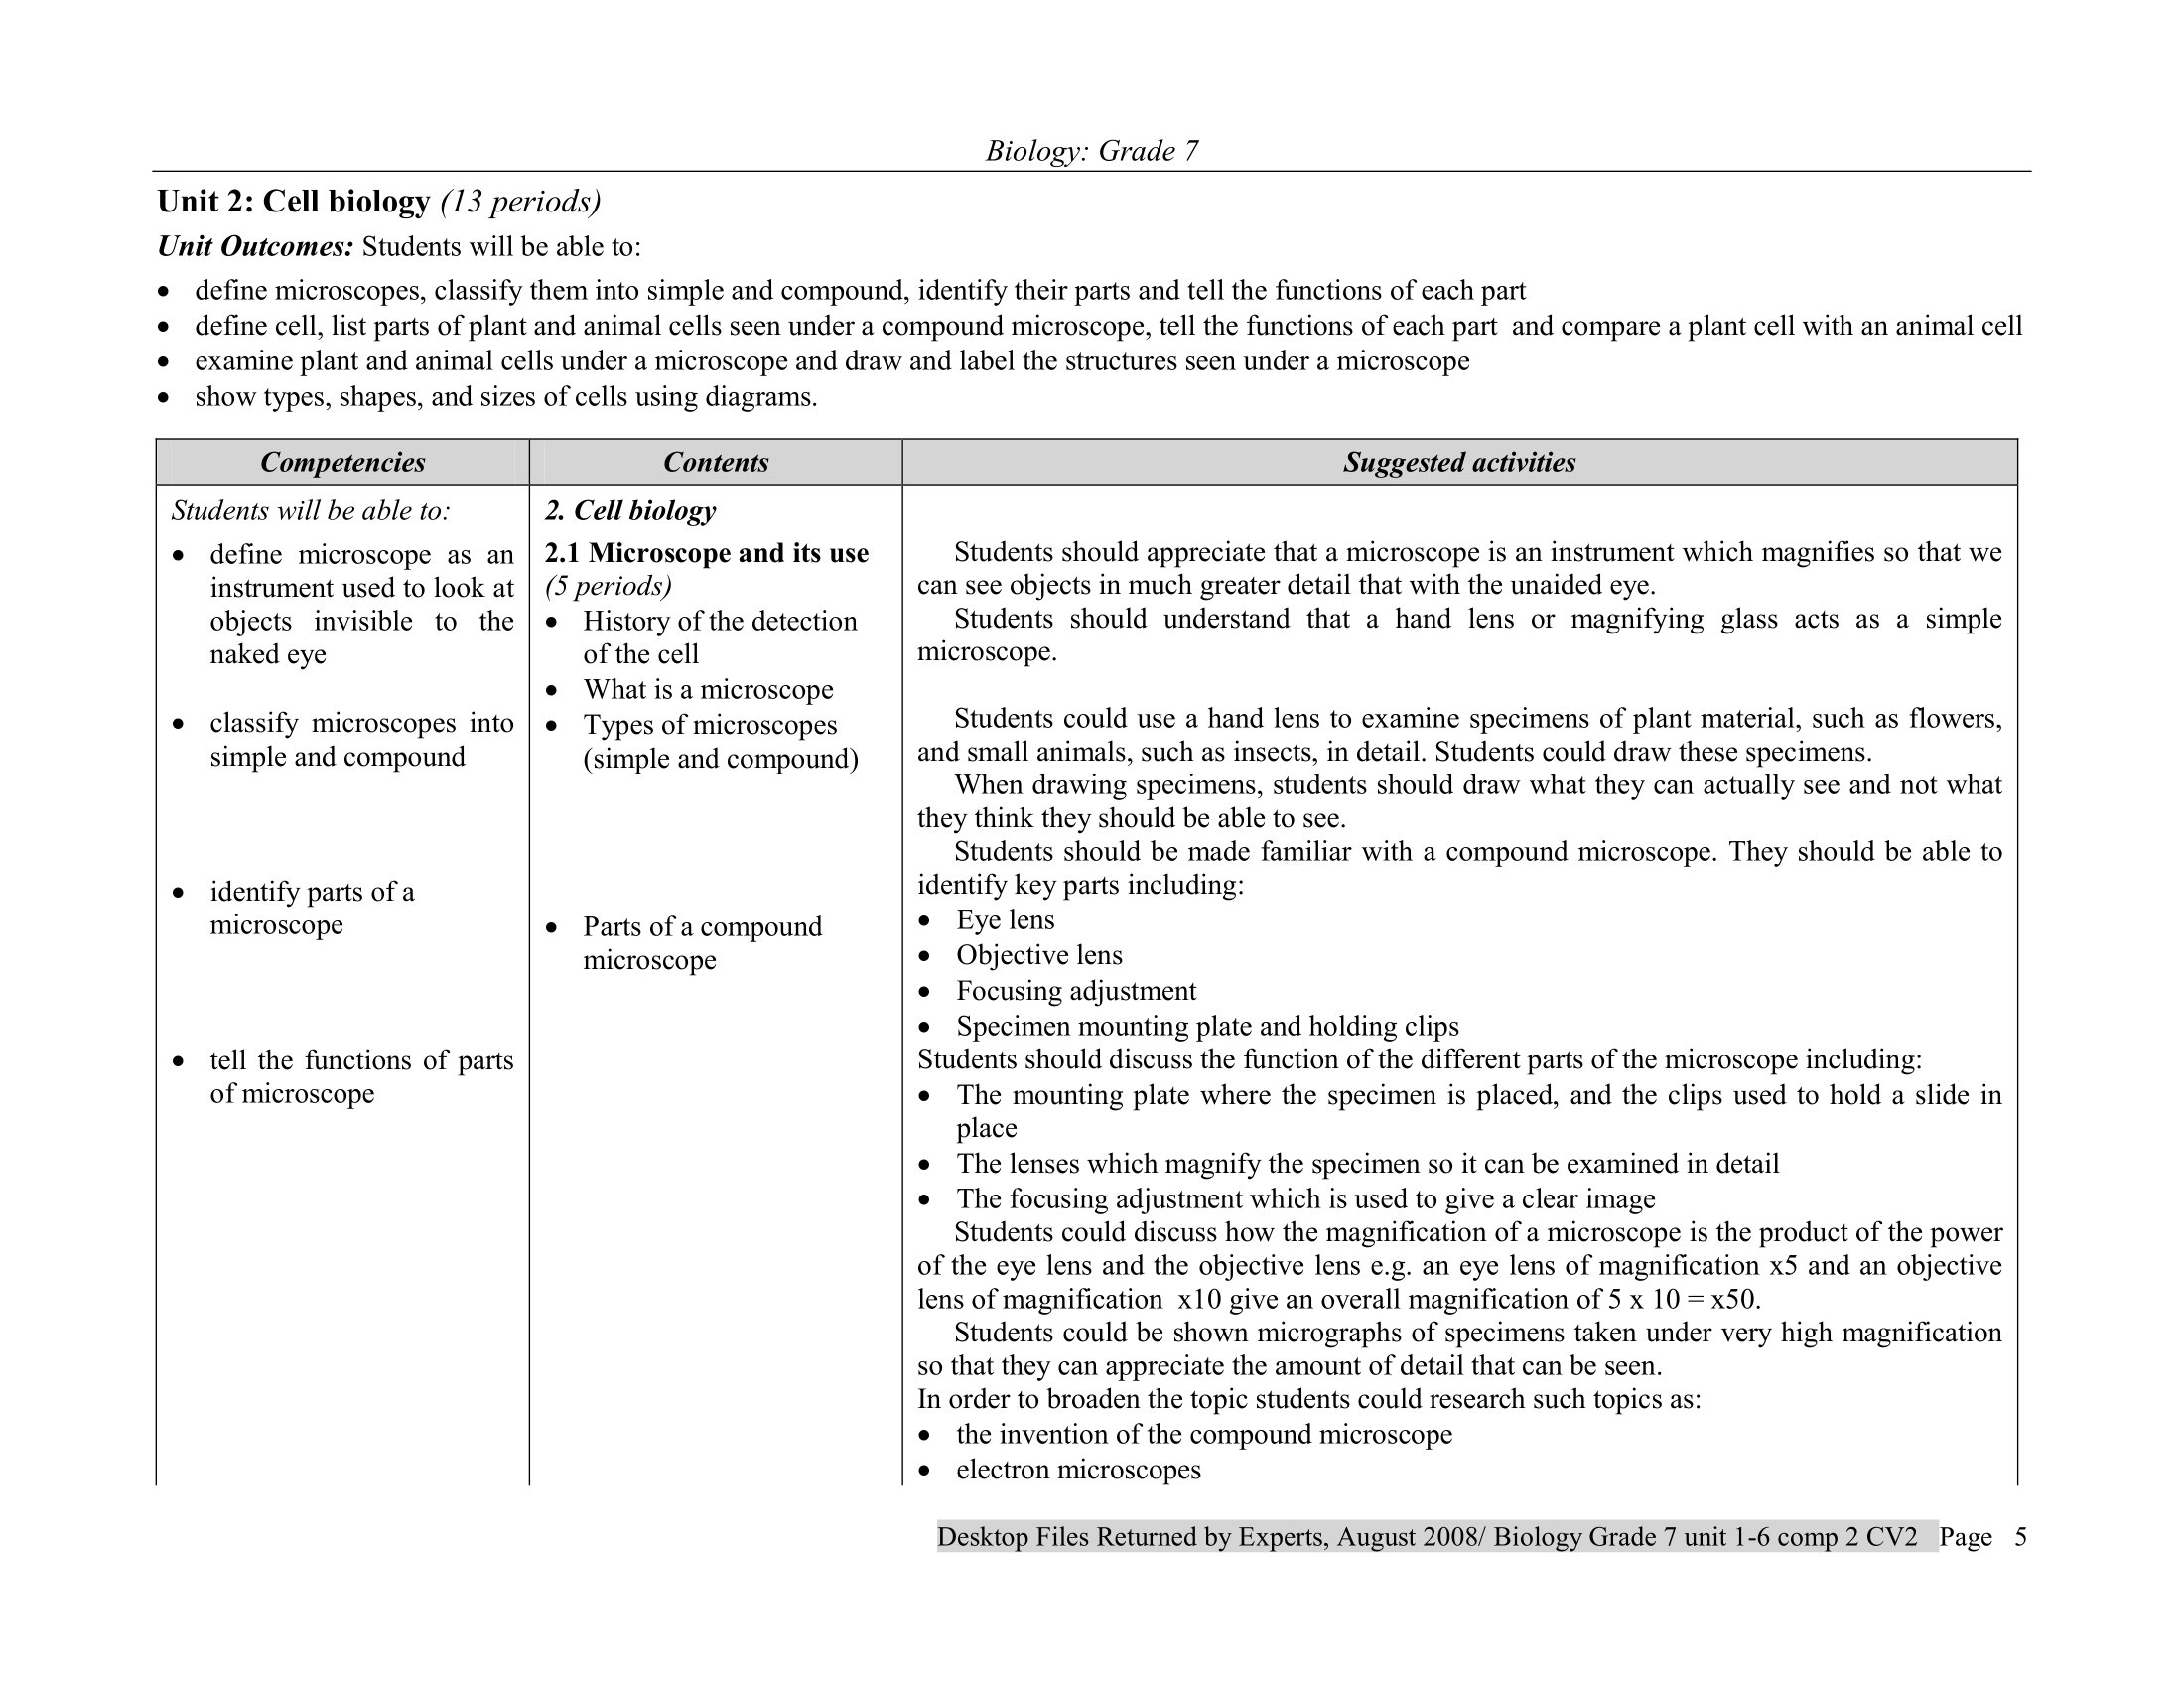 Biology: Grade 7
Unit 2: Cell biology (13 periods)
Unit Outcomes: Students will be able to:
• define microscopes, classify them into simple and compound, identify their parts and tell the functions of each part
• define cell, list parts of plant and animal cells seen under a compound microscope, tell the functions of each part and compare a plant cell with an animal cell
• examine plant and animal cells under a microscope and draw and label the structures seen under a microscope
• show types, shapes, and sizes of cells using diagrams.
Competencies
Contents
Suggested activities
Students will be able to:
• define microscope as an
instrument used to look at
objects invisible to the
naked eye
• classify microscopes into
simple and compound
• identify parts of a
microscope
• tell the functions of parts
of microscope
2. Cell biology
2.1 Microscope and its use
(5 periods)
• History of the detection
of the cell
• What is a microscope
• Types of microscopes
(simple and compound)
• Parts of a compound
microscope
Students should appreciate that a microscope is an instrument which magnifies so that we
can see objects in much greater detail that with the unaided eye.
Students should understand that a hand lens or magnifying glass acts as a simple
microscope.
Students could use a hand lens to examine specimens of plant material, such as flowers,
and small animals, such as insects, in detail. Students could draw these specimens.
When drawing specimens, students should draw what they can actually see and not what
they think they should be able to see.
Students should be made familiar with a compound microscope. They should be able to
identify key parts including:
• Eye lens
• Objective lens
• Focusing adjustment
• Specimen mounting plate and holding clips
Students should discuss the function of the different parts of the microscope including:
• The mounting plate where the specimen is placed, and the clips used to hold a slide in
place
• The lenses which magnify the specimen so it can be examined in detail
• The focusing adjustment which is used to give a clear image
Students could discuss how the magnification of a microscope is the product of the power
of the eye lens and the objective lens e.g. an eye lens of magnification x5 and an objective
lens of magnification x10 give an overall magnification of 5 x 10 = x50.
Students could be shown micrographs of specimens taken under very high magnification
so that they can appreciate the amount of detail that can be seen.
In order to broaden the topic students could research such topics as:
• the invention of the compound microscope
• electron microscopes
Desktop Files Returned by Experts, August 2008/ Biology Grade 7 unit 1-6 comp 2 CV2 Page 5